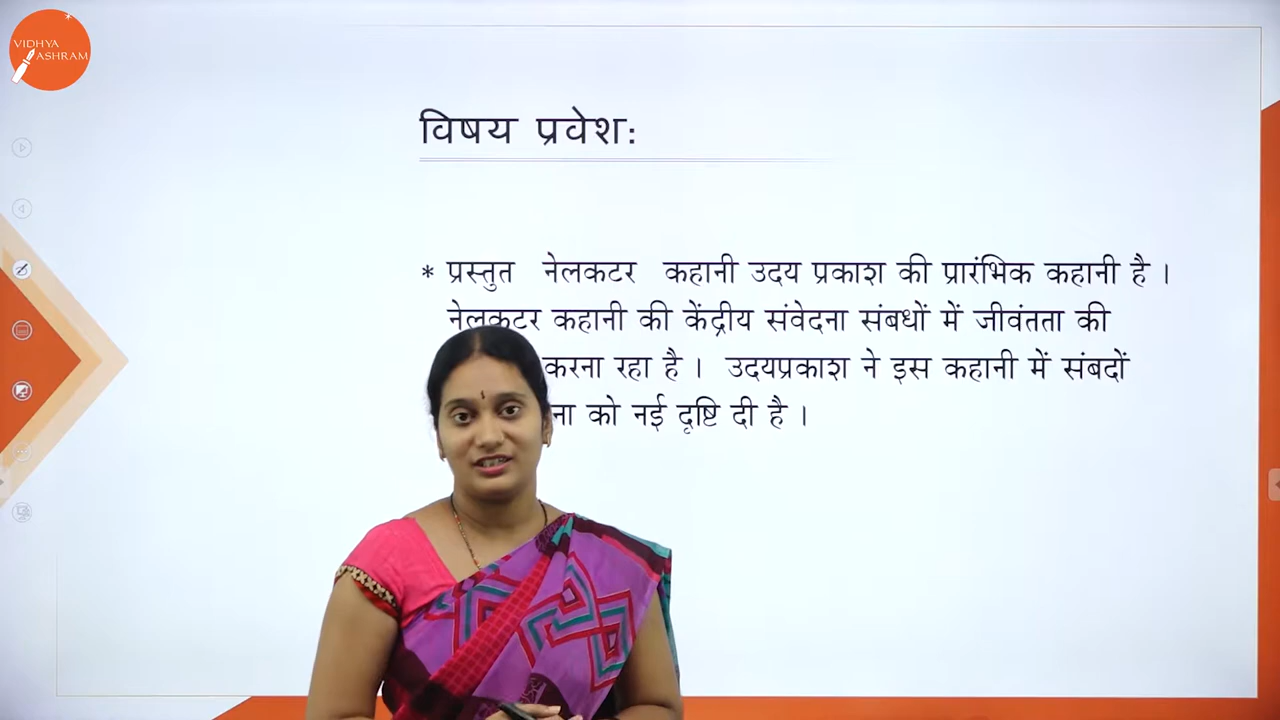 VIDHYA
ASHRAM
विषय प्रवेश:
* प्रस्तुत नेलकटर कहानी उदय प्रकाश की प्रारंभिक कहानी है ।
नेलकटर कहानी की केंद्रीय संवेदना संबधों में जीवंतता की
करना रहा है । उदयप्रकाश ने इस कहानी में संबदों
ना को नई दृष्टि दी है ।